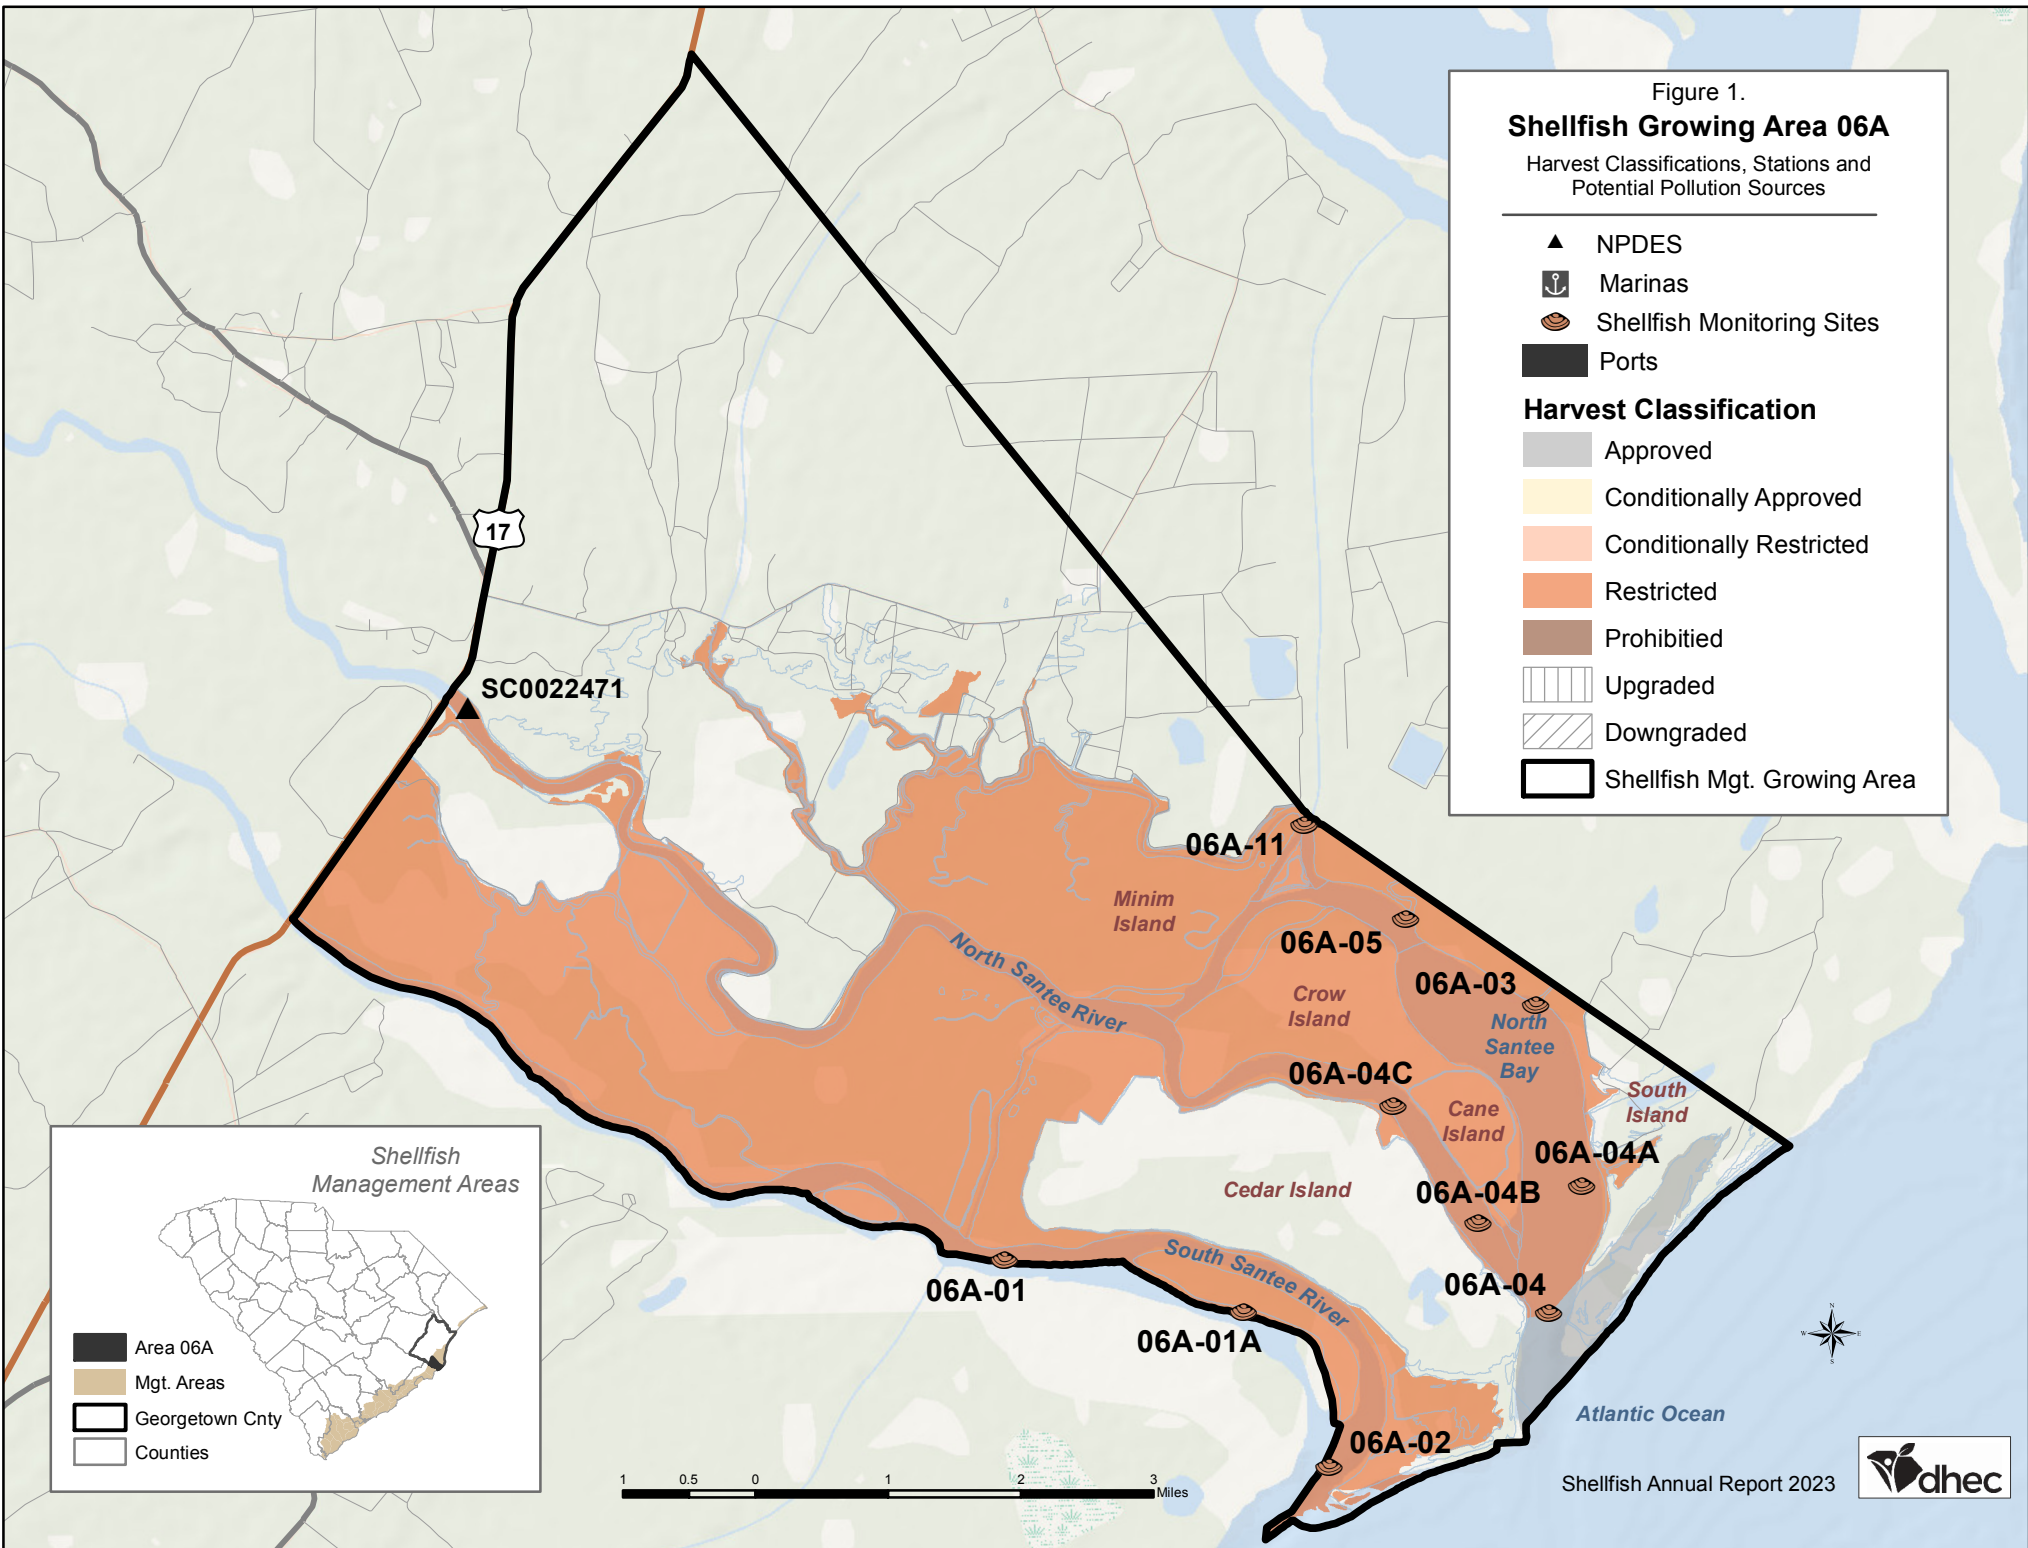 Figure 1.
Shellfish Growing Area 06A
Harvest Classifications, Stations and
Potential Pollution Sources
NPDES
Marinas
Shellfish Monitoring Sites
Ports
Harvest Classification
Approved
Conditionally Approved
Conditionally Restricted
Restricted
Prohibitied
Upgraded
Downgraded
Shellfish Mgt. Growing Area
17
SC0022471
06A-11
Minim
Island
06A-05
North Santee River
06A-03
Crow
Island
North
Santee
Bay
06A-04C
South
Island
Cane
Island
06A-04A
Cedar Island
06A-04B
South Santee River
06A-04
06A-01
06A-01A
06A-02
Atlantic Ocean
Shellfish
Management Areas
Area 06A
Mgt. Areas
Georgetown Cnty
Counties
1 0.5 0 1 2 3
Miles
N
W E
S
Shellfish Annual Report 2023
dhec